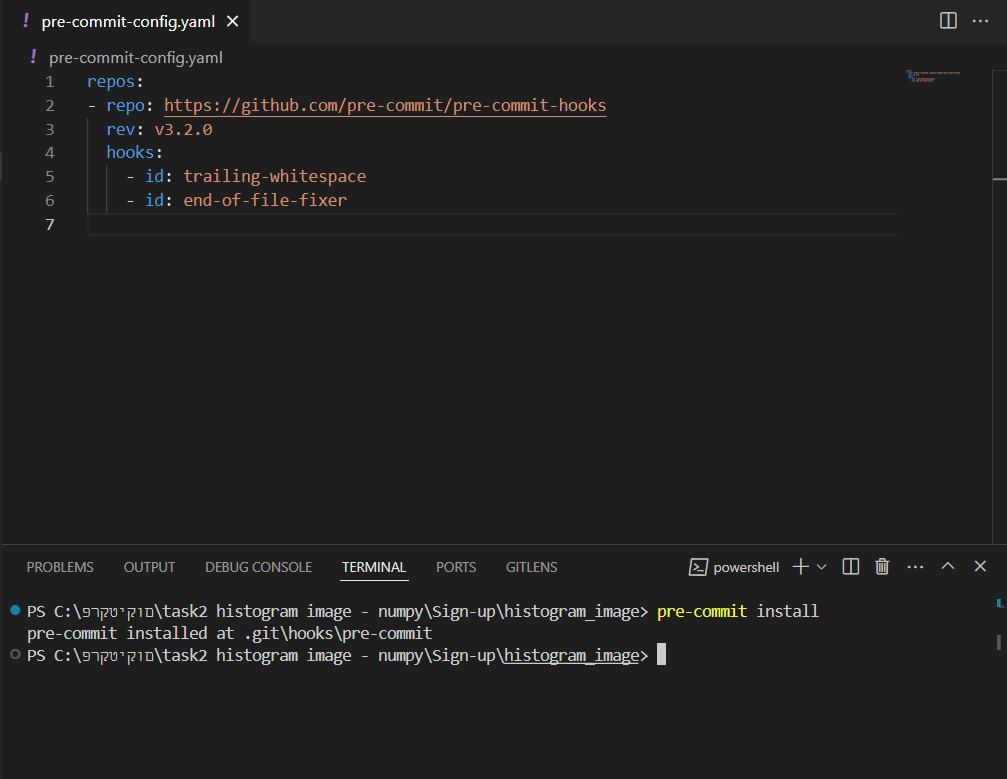 ! pre-commit-config.yaml ×
! pre-commit-config.yaml
1 repos:
2 - repo: https://github.com/pre-commit/pre-commit-hooks
3   rev: v3.2.0
4   hooks:
5     - id: trailing-whitespace
6     - id: end-of-file-fixer
7
PROBLEMS OUTPUT DEBUG CONSOLE TERMINAL PORTS GITLENS powershell
PS C:\פרקטיקום\task2 histogram image - numpy\Sign-up\histogram_image> pre-commit install
pre-commit installed at .git\hooks\pre-commit
PS C:\פרקטיקום\task2 histogram image - numpy\Sign-up\histogram_image>